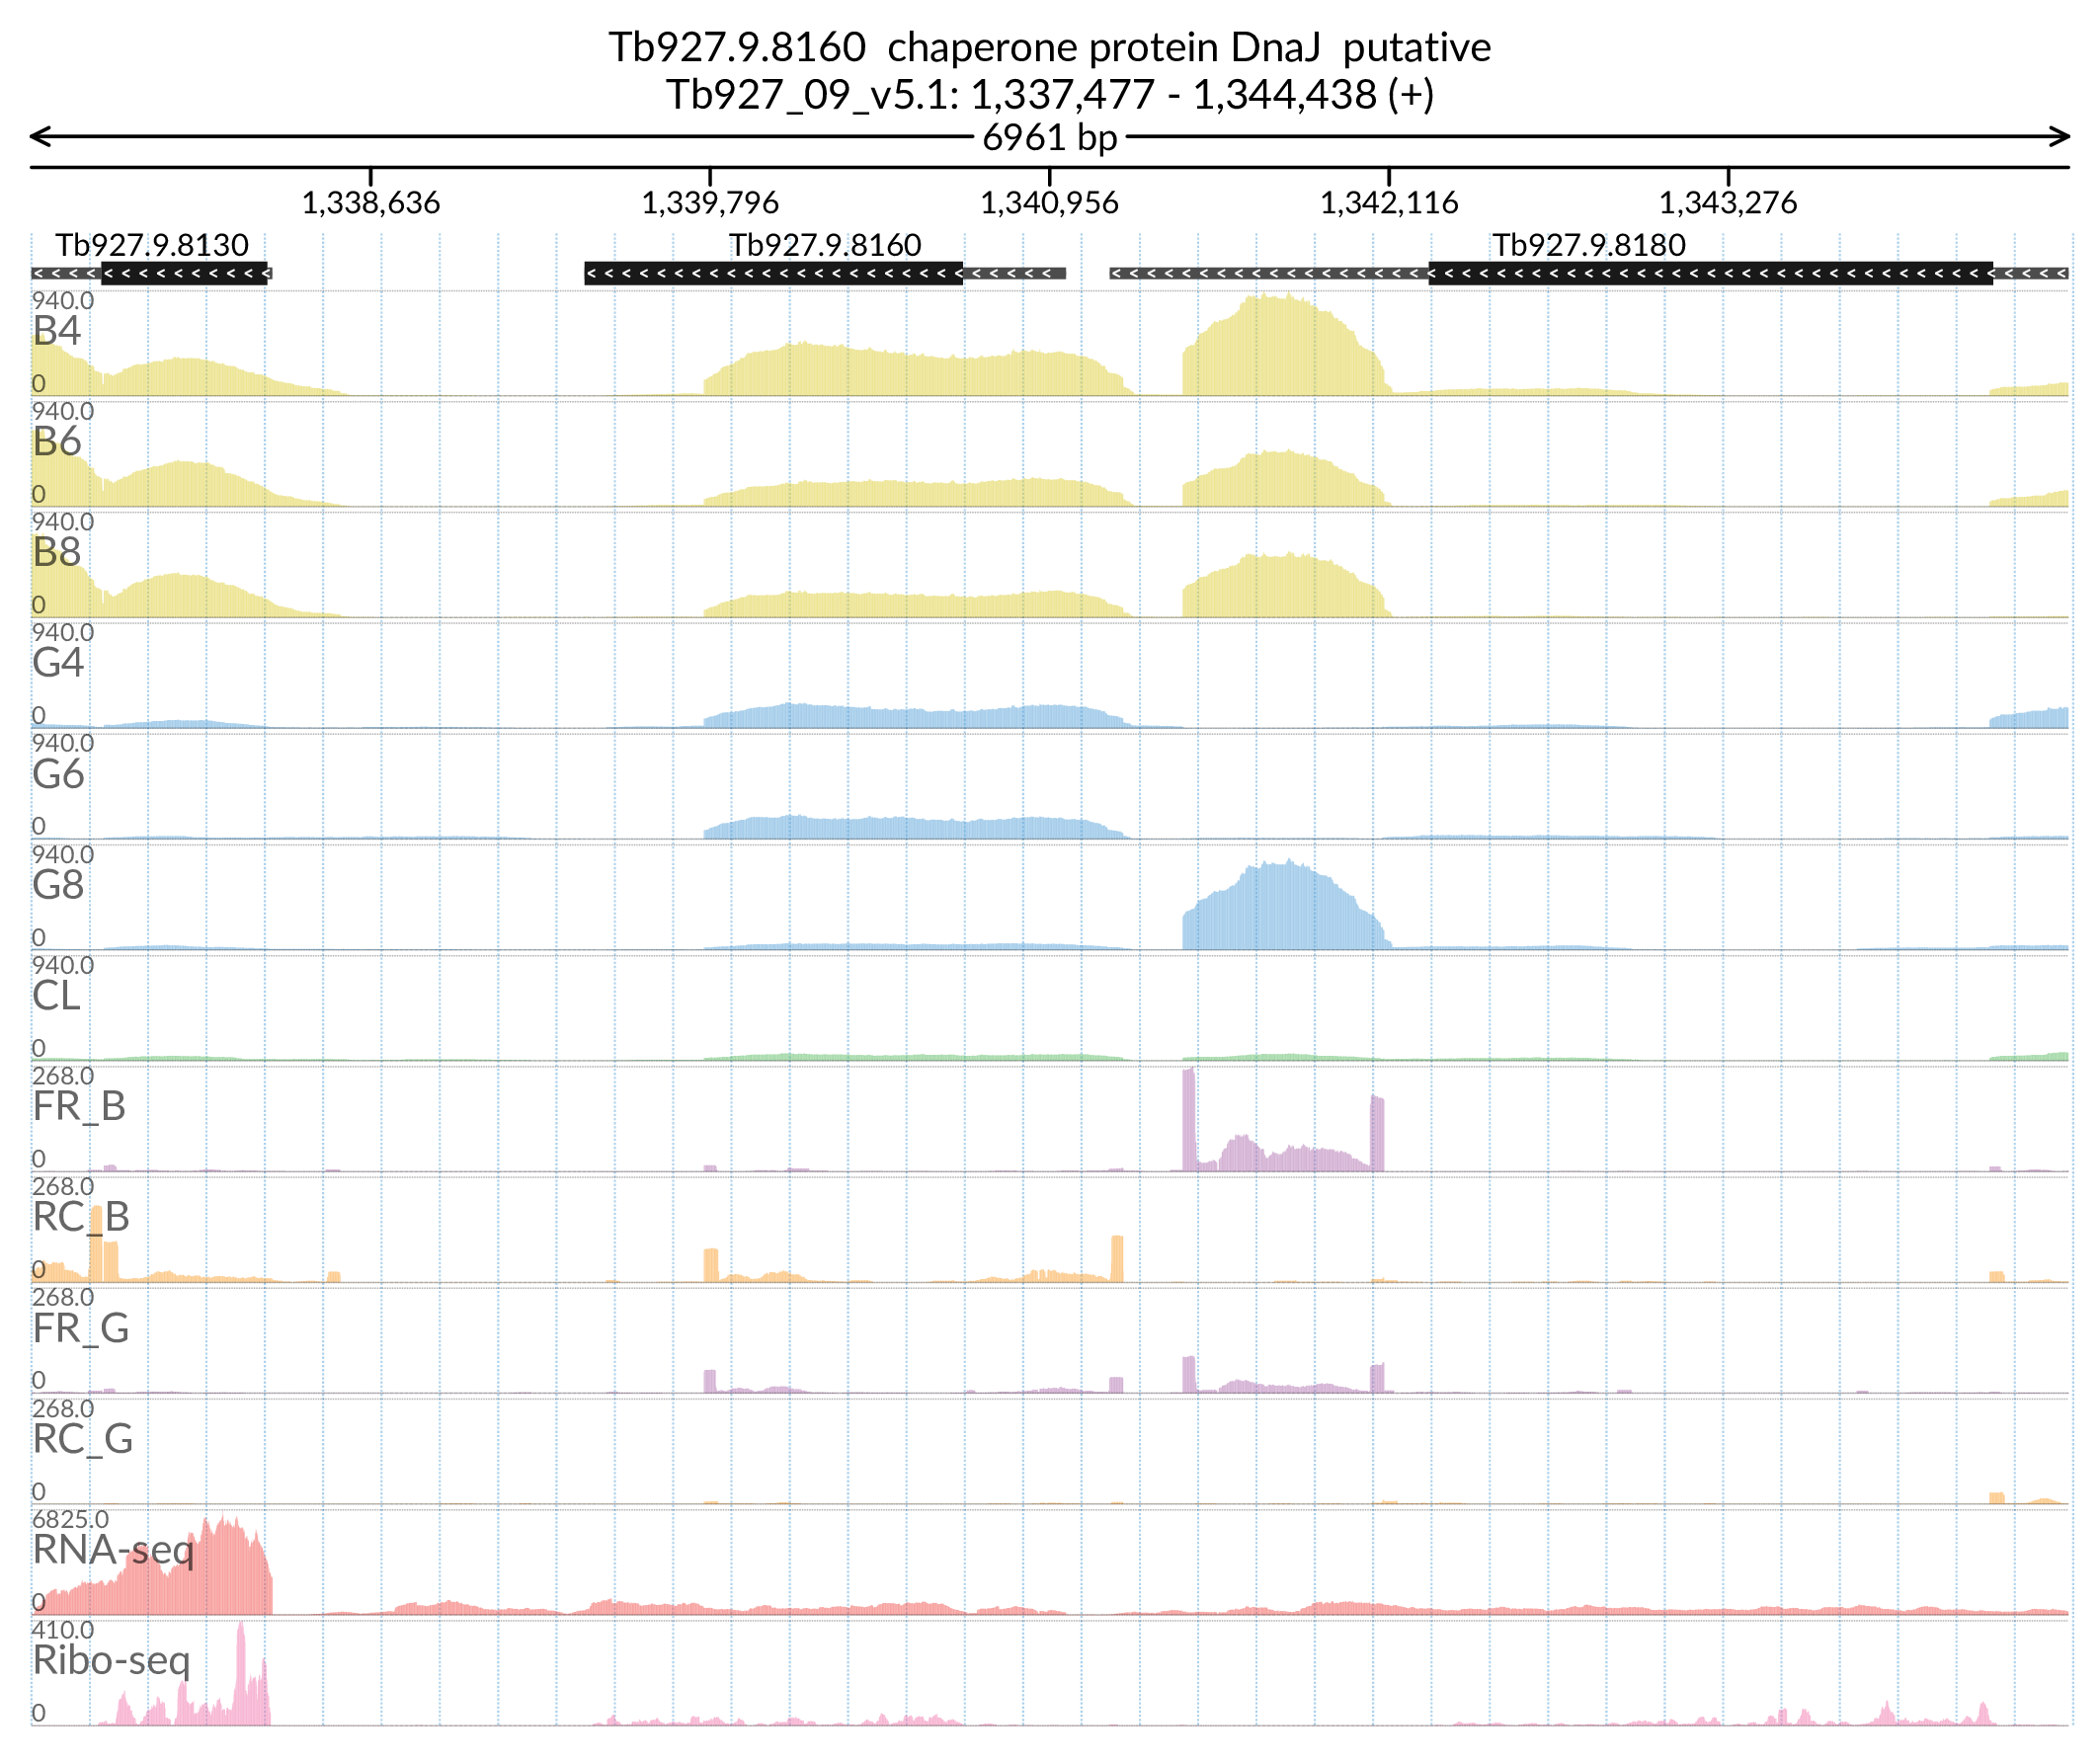 Tb927.9.8160 chaperone protein DnaJ putative
Tb927_09_v5.1: 1,337,477 - 1,344,438 (+)
6961 bp
1,338,636 1,339,796 1,340,956 1,342,116 1,343,276
Tb927.9.8130 Tb927.9.8160 Tb927.9.8180
940.0
B4
0
940.0
B6
0
940.0
B8
0
940.0
G4
0
940.0
G6
0
940.0
G8
0
940.0
CL
0
268.0
FR_B
0
268.0
RC_B
0
268.0
FR_G
0
268.0
RC_G
0
6825.0
RNA-seq
0
410.0
Ribo-seq
0